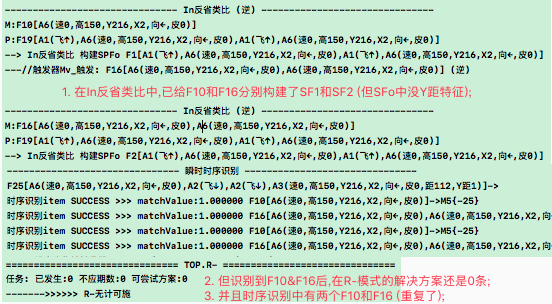 ---------------------------------- In反省类比 (逆) ----------------------------------
M:F10[A6(速0,高150,Y216,X2,向←,皮0)]
P:F19[A1(飞↑),A6(速0,高150,Y216,X2,向←,皮0),A1(飞↑),A6(速0,高150,Y216,X2,向←,皮0)]
--> In反省类比 构建SPFo F1[A1(飞↑),A6(速0,高150,Y216,X2,向←,皮0),A1(飞↑),A6(速0,
---//触发器Mv_触发: F16[A6(速0,高150,Y216,X2,向←,皮0),A6(速0,高150,Y216,X2,向←,皮0)] (逆)
1. 在In反省类比中,已给F10和F16分别构建了SF1和SF2 (但SFo中没Y距特征);
---------------------------------- In反省类比 (逆) ----------------------------------
M:F16[A6(速0,高150,Y216,X2,向←,皮0),A6(速0,高150,Y216,X2,向←,皮0)]
P:F19[A1(飞↑),A6(速0,高150,Y216,X2,向←,皮0),A1(飞↑),A6(速0,高150,Y216,X2,向←,皮0)]
--> In反省类比 构建SPFo F2[A1(飞↑),A6(速0,高150,Y216,X2,向←,皮0),A1(飞↑),A6(速0,
---------------------------------- 瞬时时序识别 ----------------------------------
F25[A6(速0,高150,Y216,X2,向←,皮0),A2(飞↓),A2(飞↓),A3(速0,高150,Y216,X2,向←,皮0,距112,Y距1)]->
时序识别item SUCCESS >>> matchValue:1.000000 F10[A6(速0,高150,Y216,X2,向←,皮0)]->M5{-25}
时序识别item SUCCESS >>> matchValue:1.000000 F16[A6(速0,高150,Y216,X2,向←,皮0),A6(速0,高150,Y2
时序识别item SUCCESS >>> matchValue:1.000000 F10[A6(速0,高150,Y216,X2,向←,皮0)]->M5{-25}
时序识别item SUCCESS >>> matchValue:1.000000 F16[A6(速0,高150,Y216,X2,向←,皮0),A6(速0,高150,Y2
============================ TOP.R- ============================
任务: 已发生:0 不应期数:0 可尝试方案:0
------->>>>>> R-无计可施
2. 但识别到F10&F16后,在R-模式的解决方案还是0条;
3. 并且时序识别中有两个F10和F16 (重复了);